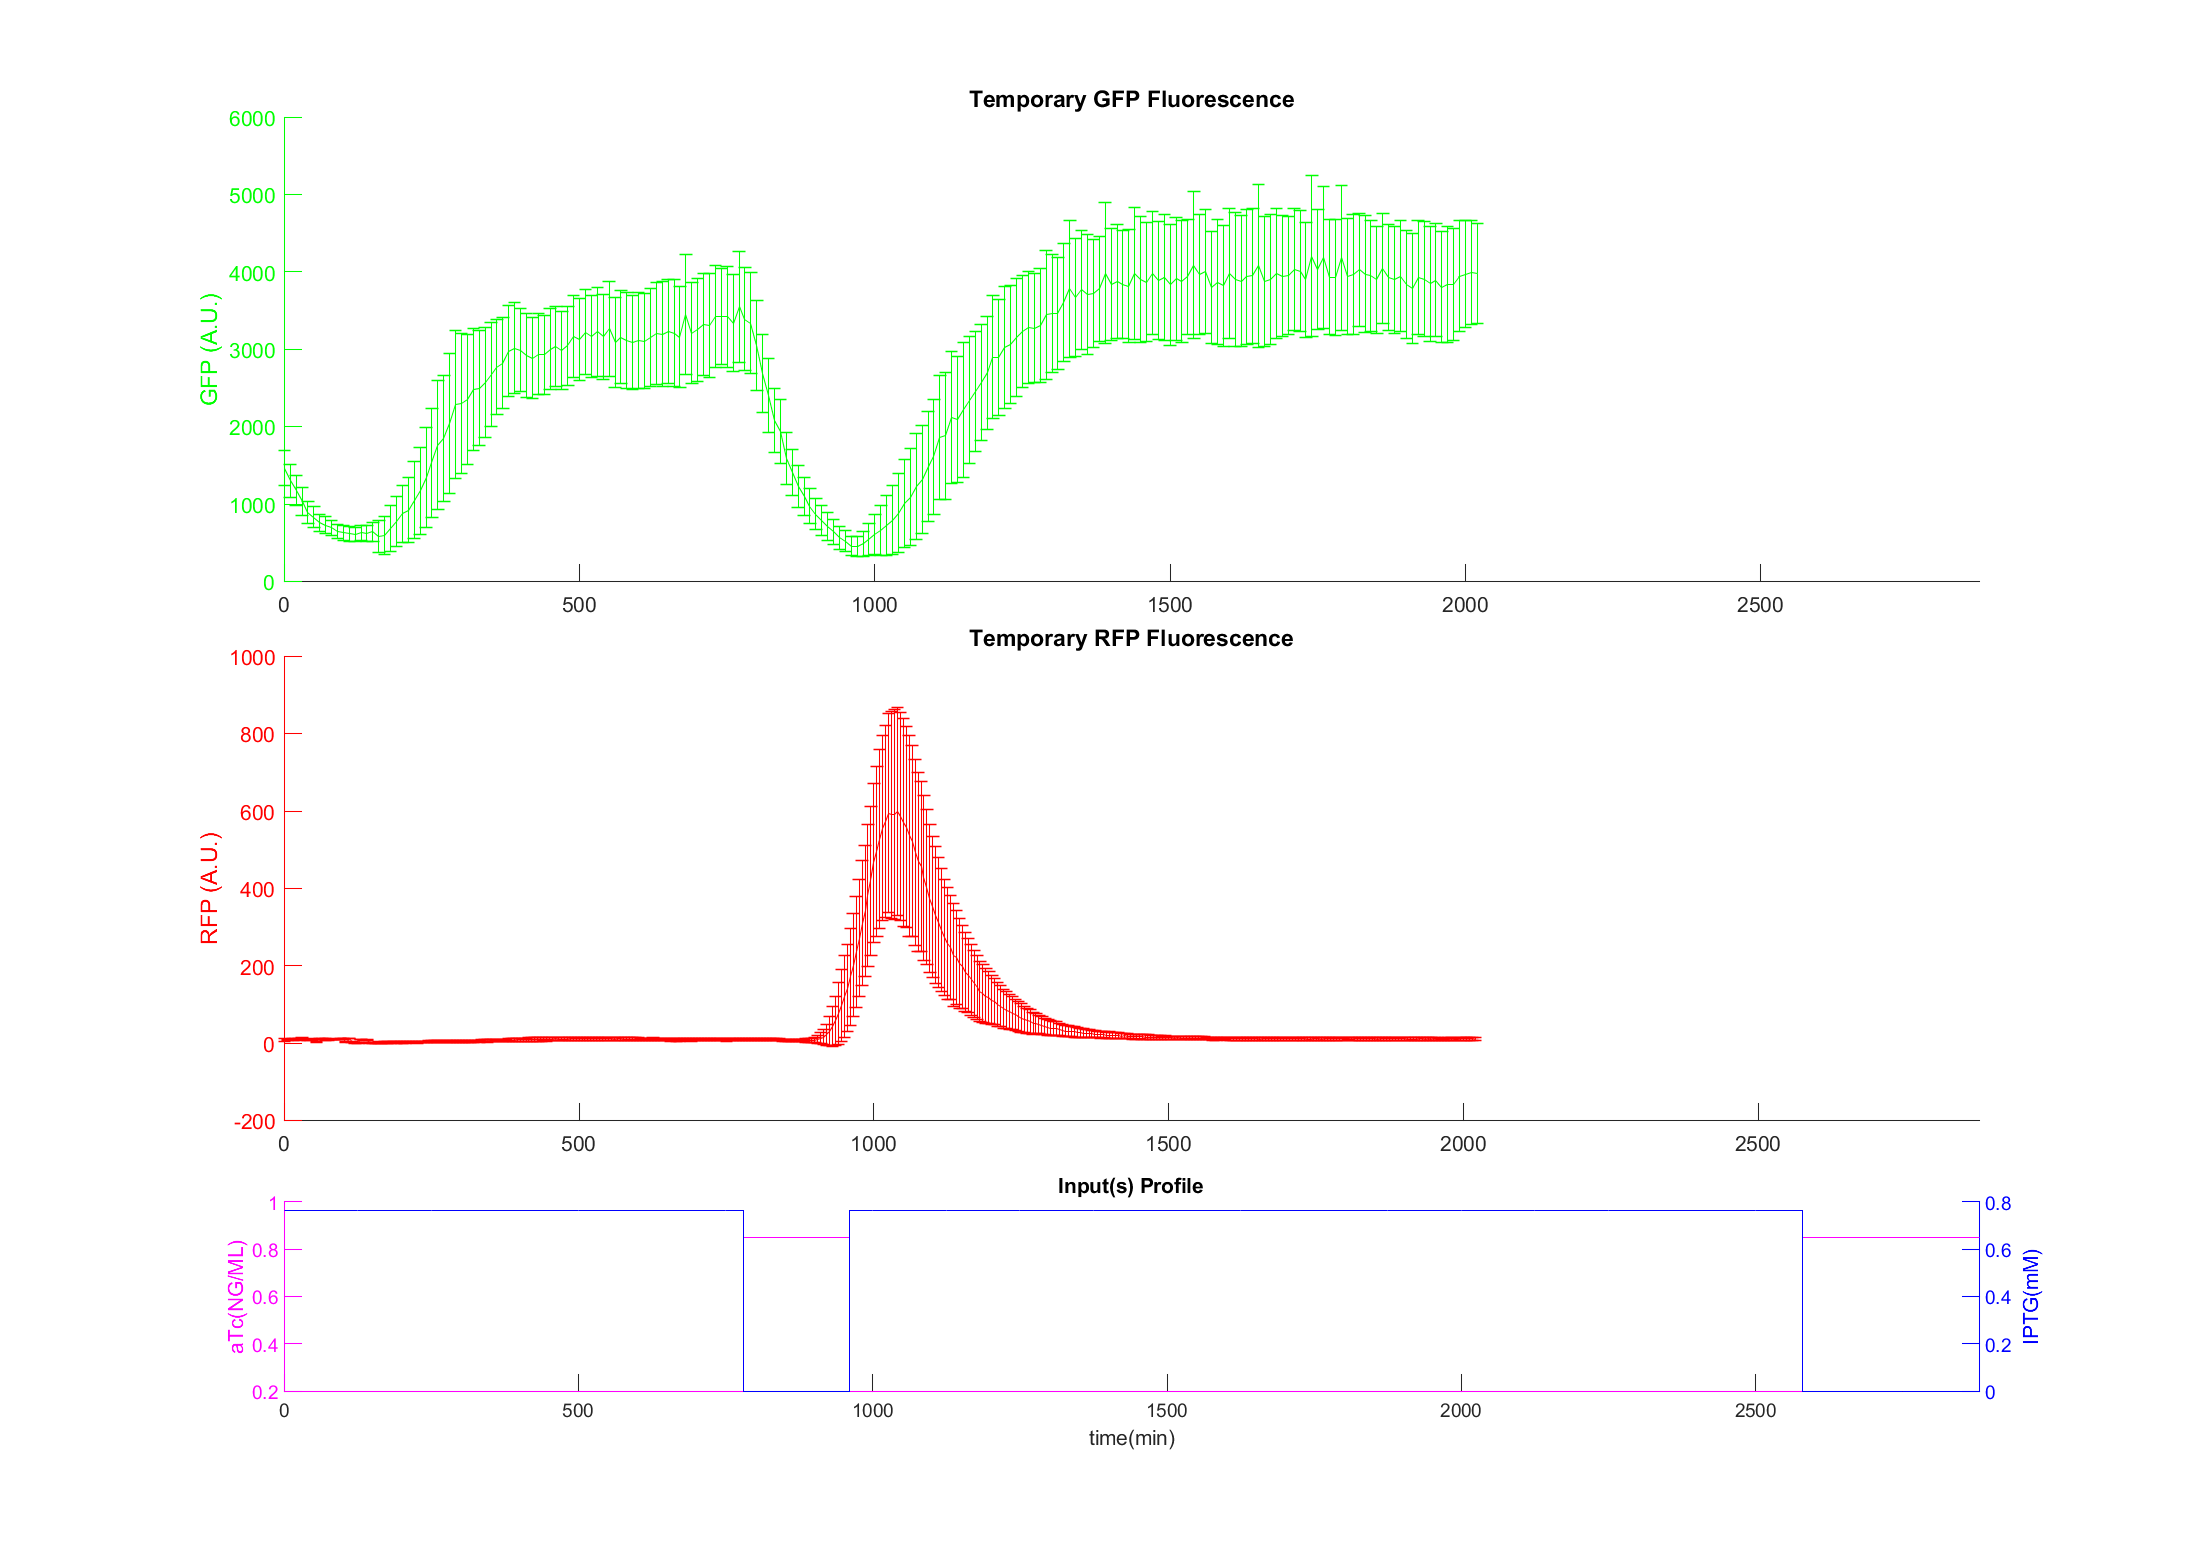 Temporary GFP Fluorescence
6000
5000
4000
3000
2000
1000
0
GFP (A.U.)
0 500 1000 1500 2000 2500
Temporary RFP Fluorescence
1000
800
600
400
200
0
-200
RFP (A.U.)
0 500 1000 1500 2000 2500
Input(s) Profile
1
0.8
0.6
0.4
0.2
aTc(NG/ML)
0.8
0.6
0.4
0.2
0
IPTG(mM)
0 500 1000 1500 2000 2500
time(min)